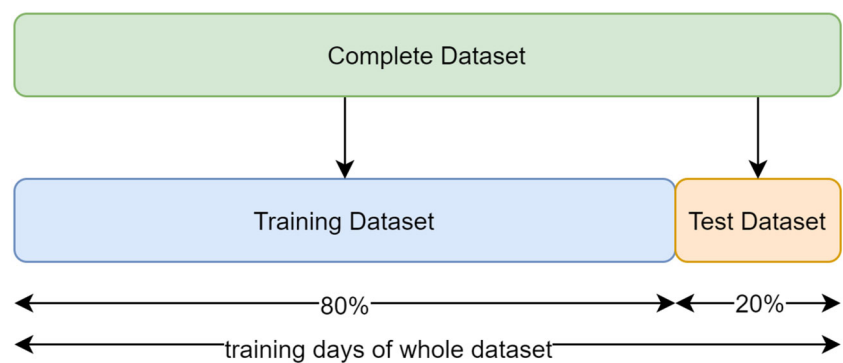 Complete Dataset
Training Dataset
Test Dataset
80%
20%
training days of whole dataset